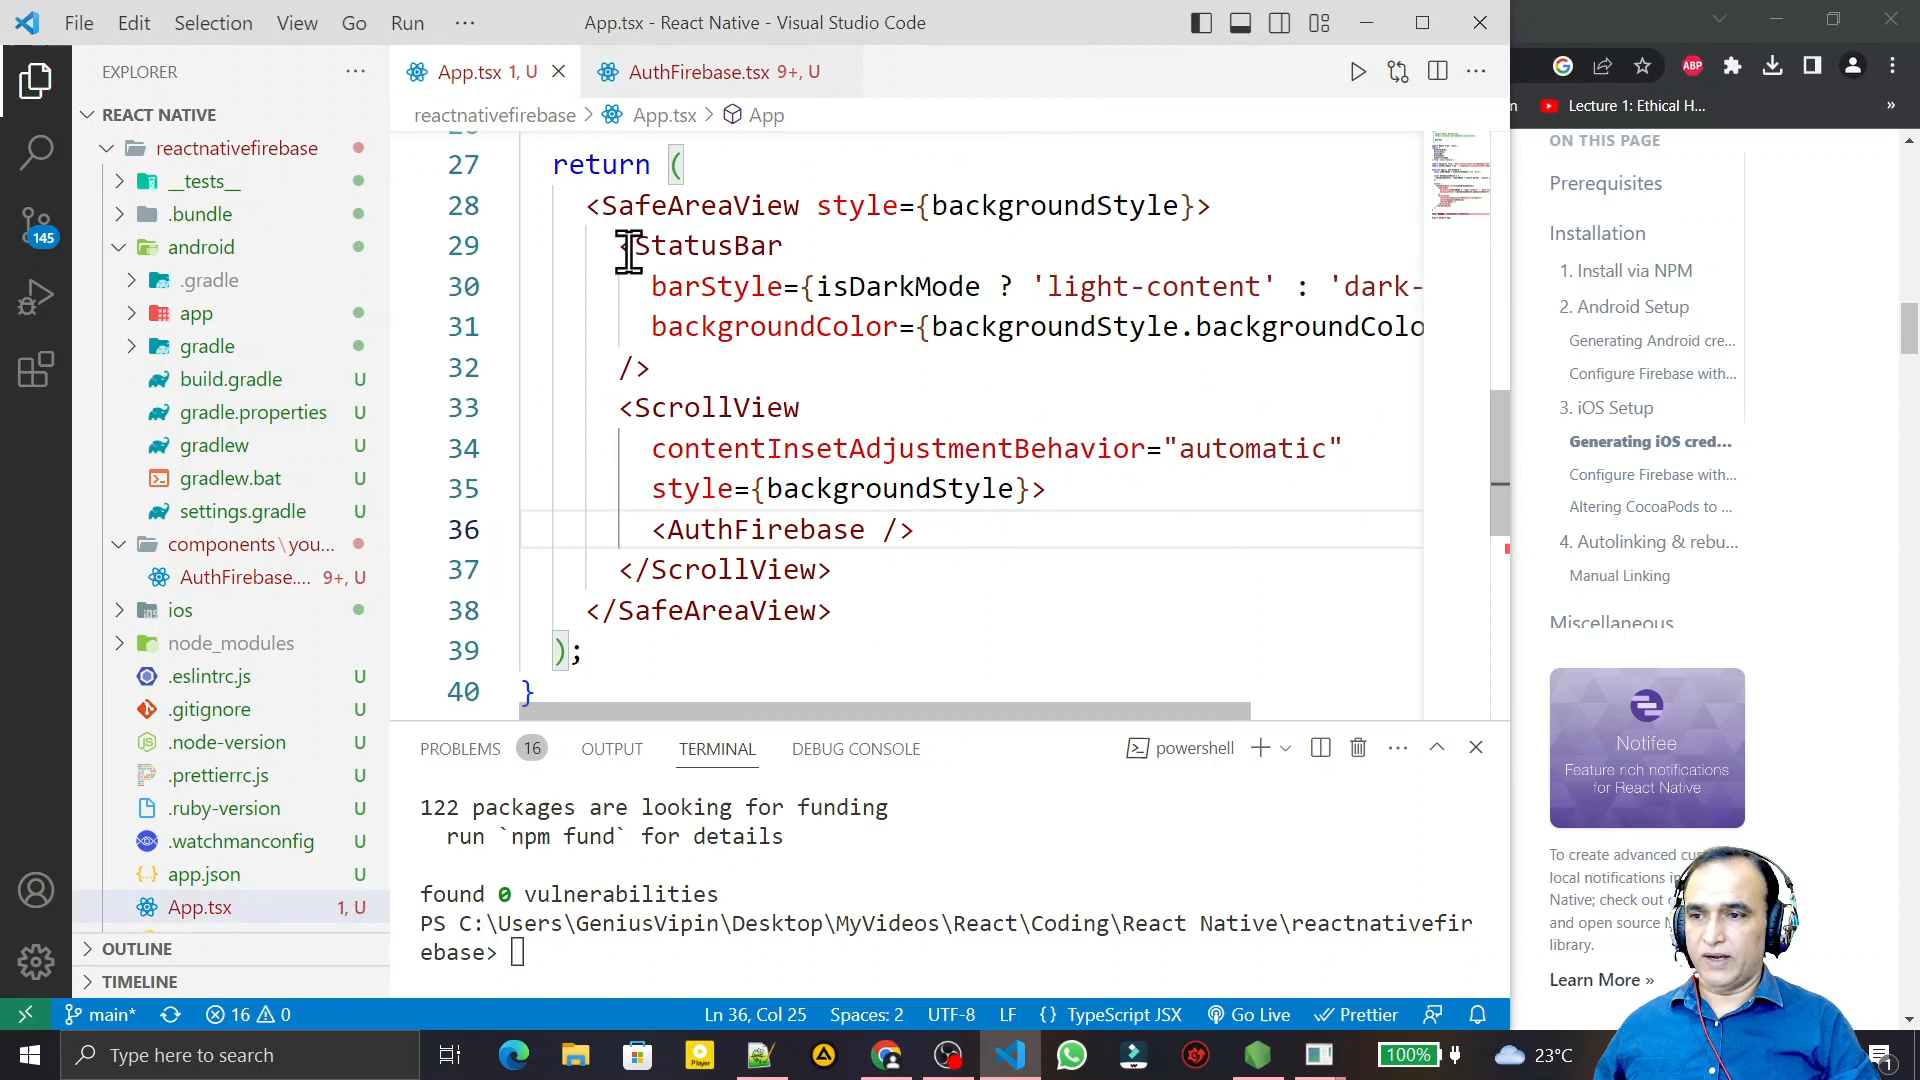 File Edit Selection View Go Run ···
App.tsx - React Native - Visual Studio Code
EXPLORER ···
REACT NATIVE
reactnativefirebase
__tests__
.bundle
android
.gradle
app
gradle
build.gradle U
gradle.properties U
gradlew U
gradlew.bat U
settings.gradle U
components\you...
AuthFirebase.... 9+, U
ios
node_modules
.eslintrc.js U
.gitignore U
.node-version U
.prettierrc.js U
.ruby-version U
.watchmanconfig U
app.json U
App.tsx 1, U
OUTLINE
TIMELINE
145
App.tsx 1, U
AuthFirebase.tsx 9+, U
reactnativefirebase > App.tsx > App
27 return (
28 <SafeAreaView style={backgroundStyle}>
29 <StatusBar
30 barStyle={isDarkMode ? 'light-content' : 'dark-
31 backgroundColor={backgroundStyle.backgroundColo
32 />
33 <ScrollView
34 contentInsetAdjustmentBehavior="automatic"
35 style={backgroundStyle}>
36 <AuthFirebase />
37 </ScrollView>
38 </SafeAreaView>
39 );
40 }
PROBLEMS 16 OUTPUT TERMINAL DEBUG CONSOLE
powershell
122 packages are looking for funding
run `npm fund` for details
found 0 vulnerabilities
PS C:\Users\GeniusVipin\Desktop\MyVideos\React\Coding\React Native\reactnativefir
ebase>
main* 16 0
Ln 36, Col 25 Spaces: 2 UTF-8 LF {} TypeScript JSX Go Live Prettier
ABP
Lecture 1: Ethical H...
»
ON THIS PAGE
Prerequisites
Installation
1. Install via NPM
2. Android Setup
Generating Android cre...
Configure Firebase with...
3. iOS Setup
Generating iOS cred...
Configure Firebase with...
Altering CocoaPods to ...
4. Autolinking & rebu...
Manual Linking
Miscellaneous
Notifee
Feature rich notifications
for React Native
To create advanced
local notifications
Native; check out
and open source
library.
Learn More »
Type here to search
Player
100%
23°C
1